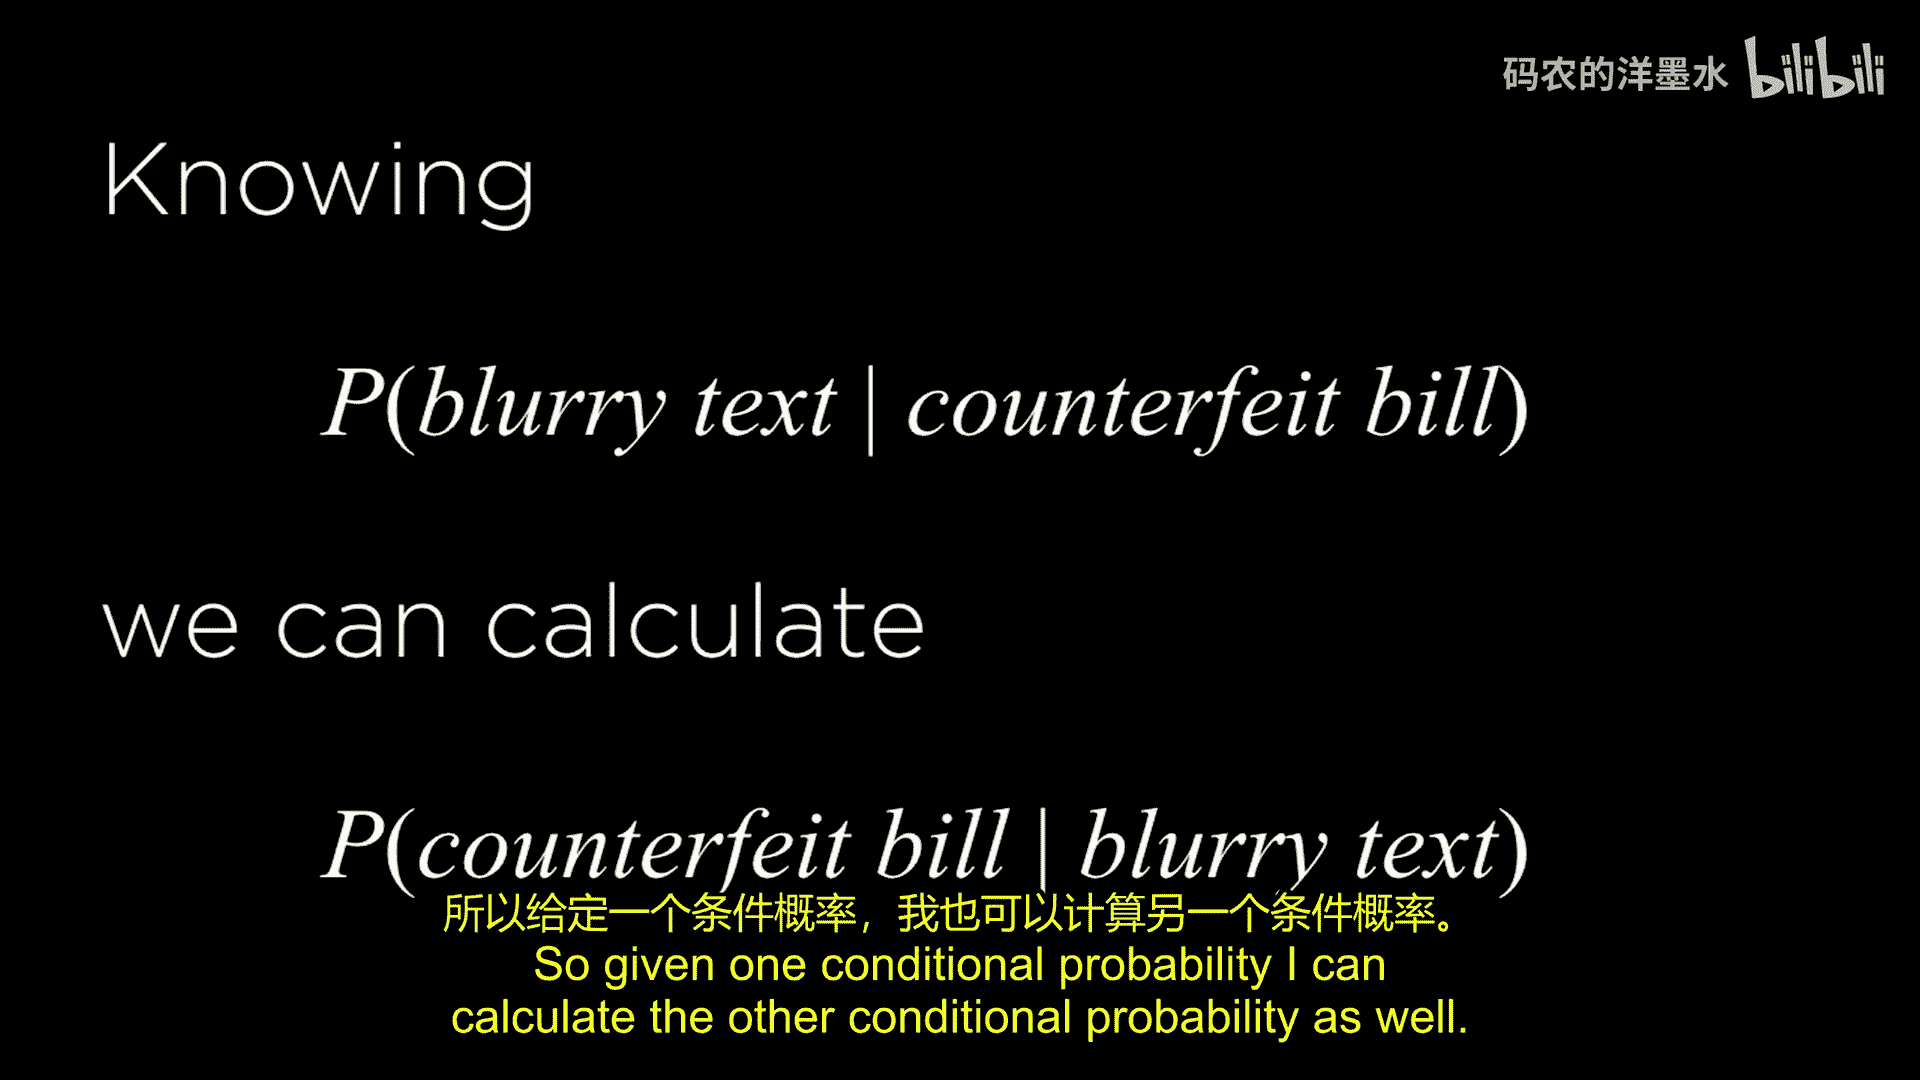 码农的洋墨水 bilibili
Knowing
P(blurry text | counterfeit bill)
we can calculate
P(counterfeit bill | blurry text)
所以给定一个条件概率，我也可以计算另一个条件概率。
So given one conditional probability I can
calculate the other conditional probability as well.